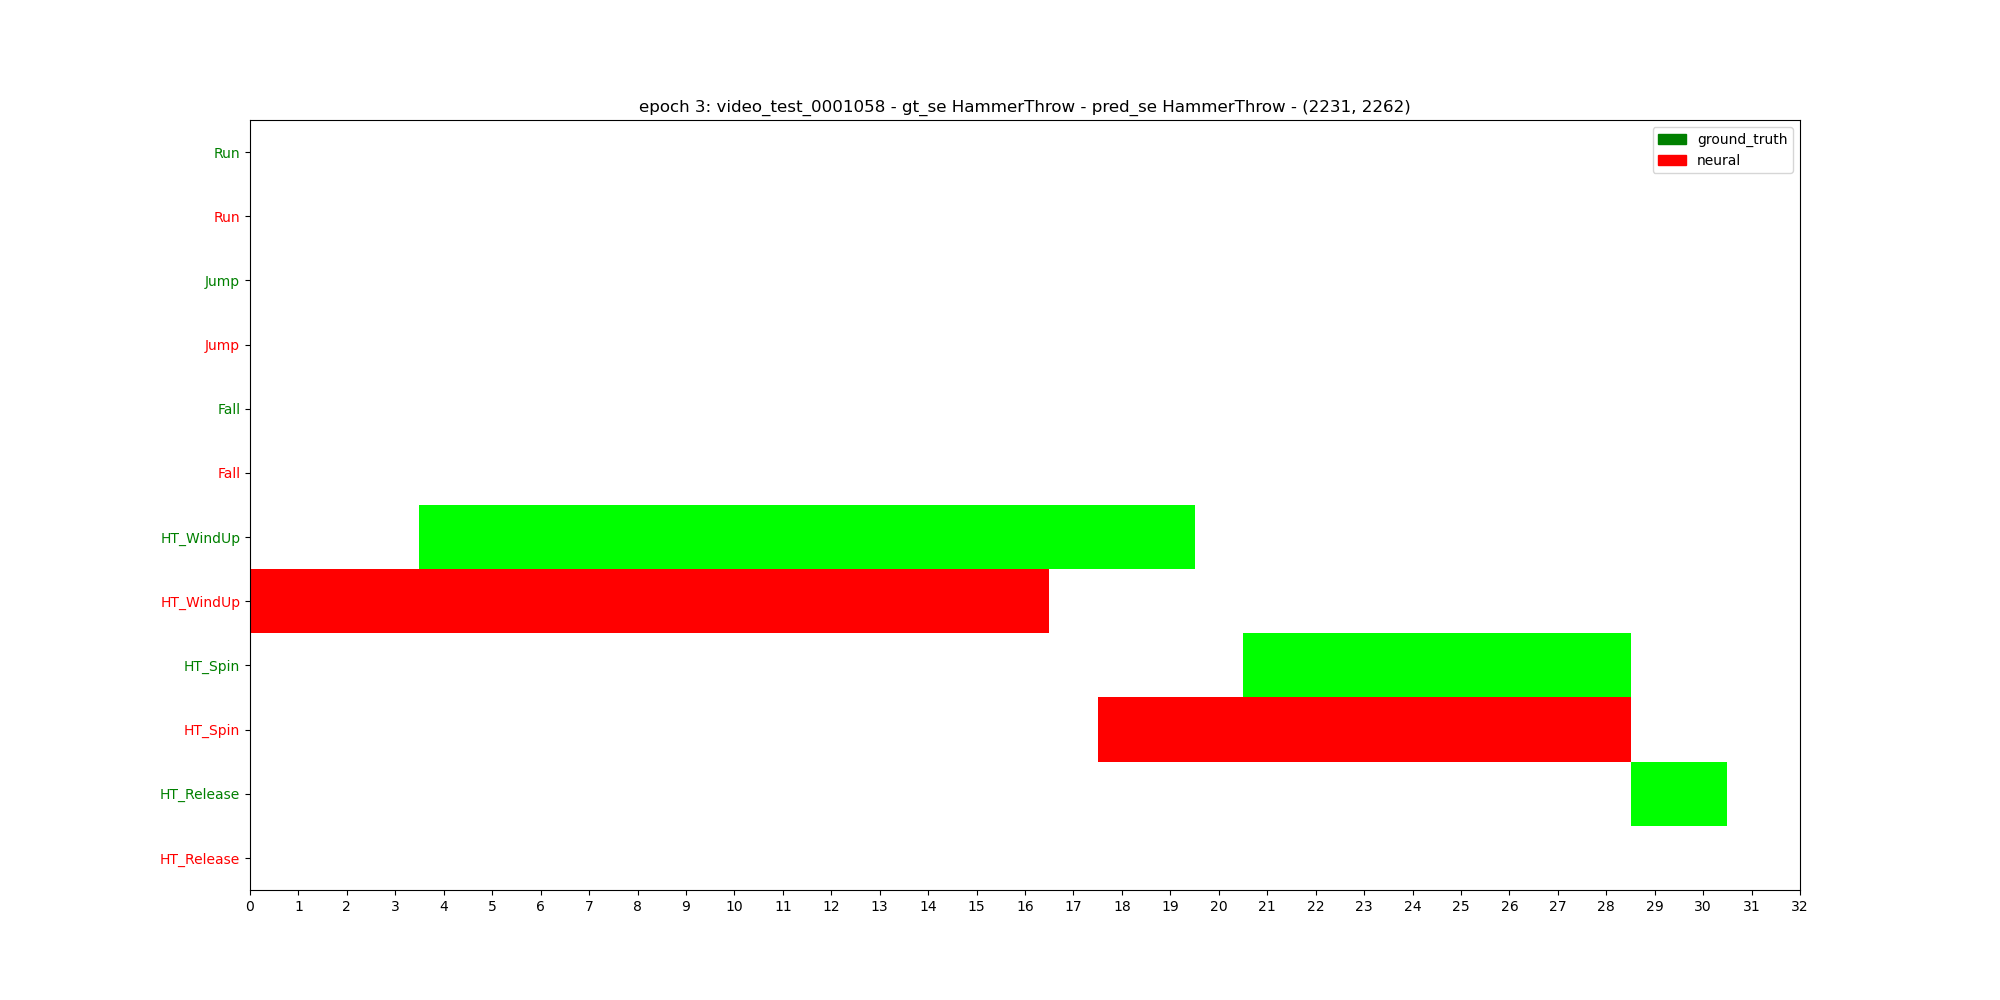 epoch 3: video_test_0001058 - gt_se HammerThrow - pred_se HammerThrow - (2231, 2262)
ground_truth
neural
Run
Run
Jump
Jump
Fall
Fall
HT_WindUp
HT_WindUp
HT_Spin
HT_Spin
HT_Release
HT_Release
0 1 2 3 4 5 6 7 8 9 10 11 12 13 14 15 16 17 18 19 20 21 22 23 24 25 26 27 28 29 30 31 32